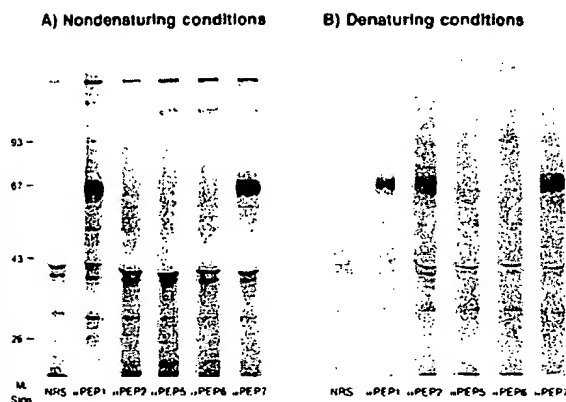 A) Nondenaturing conditions
B) Denaturing conditions
93 –
67 –
43 –
26 –
M.
Sign.
NRS αPEP1 αPEP2 αPEP5 αPEP6 αPEP7
NRS αPEP1 αPEP2 αPEP5 αPEP6 αPEP7